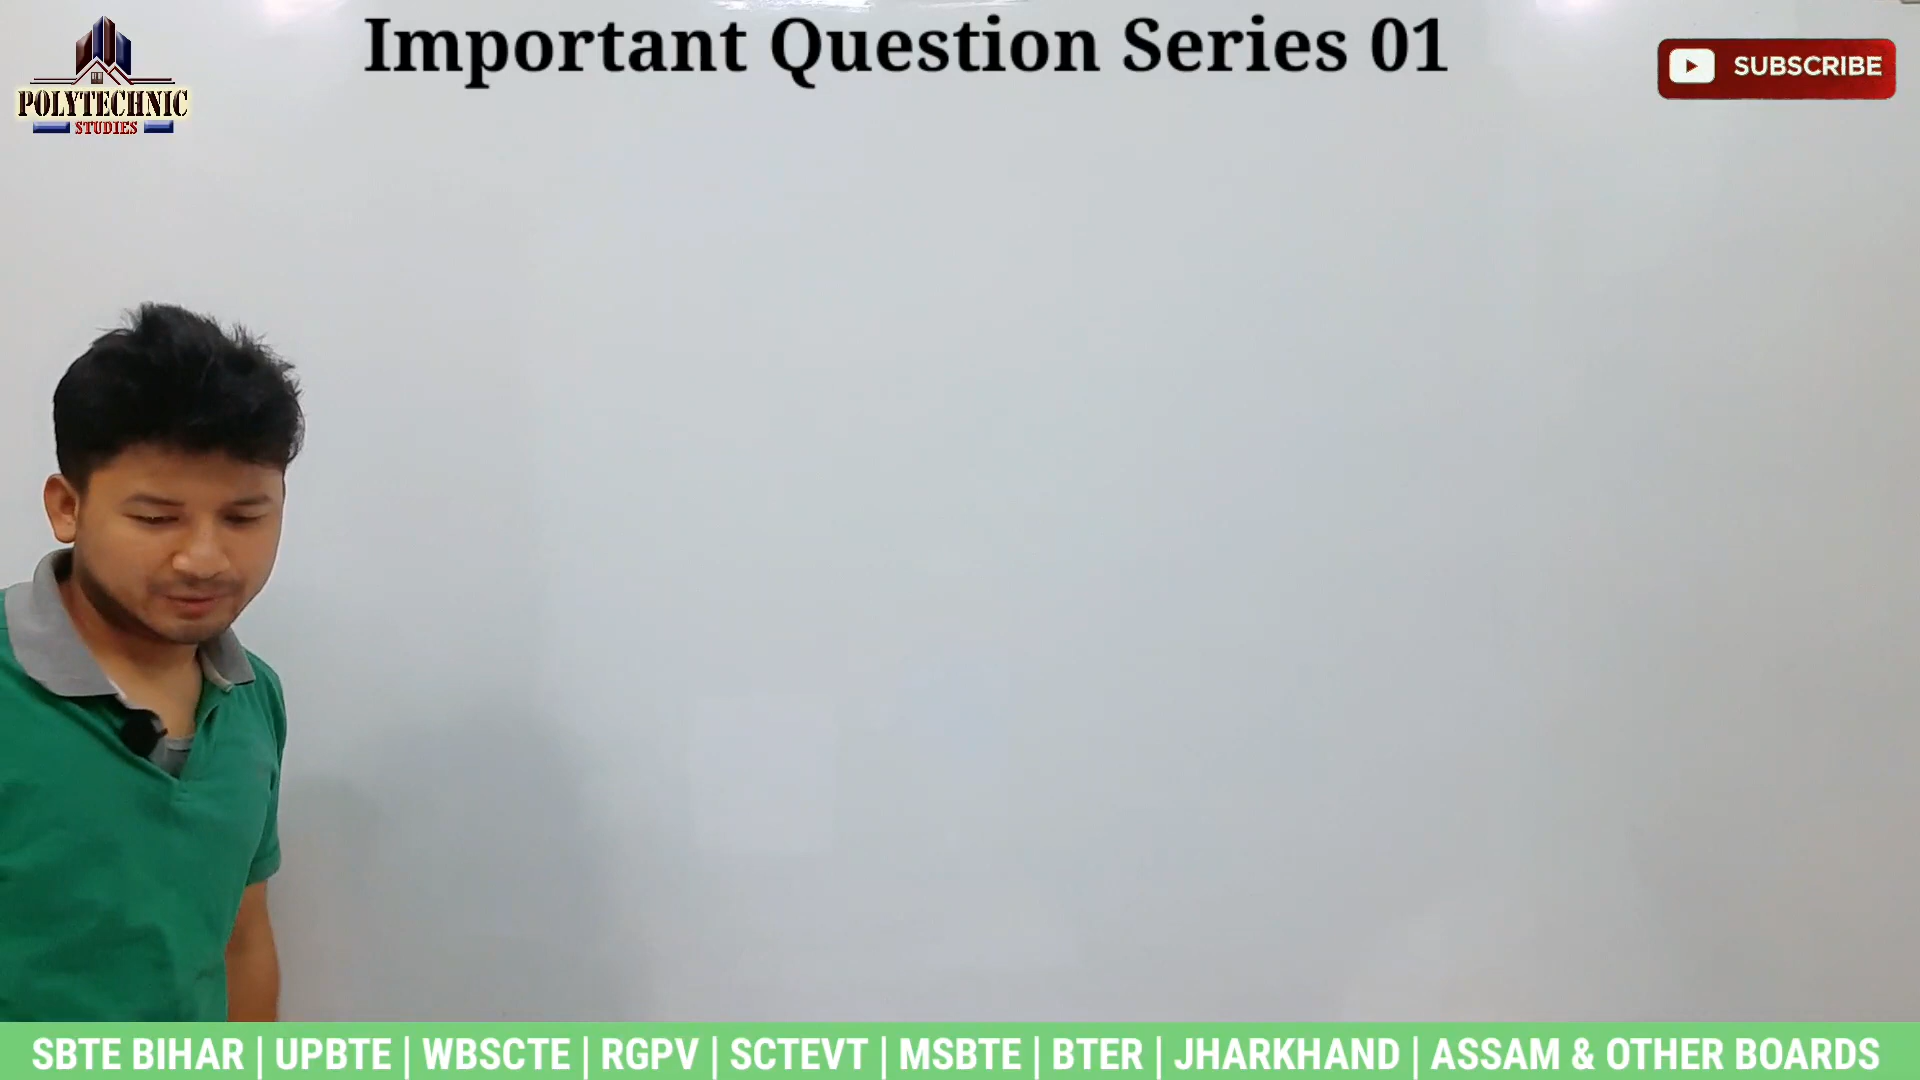 Important Question Series 01
POLYTECHNIC
STUDIES
SUBSCRIBE
SBTE BIHAR | UPBTE | WBSCTE | RGPV | SCTEVT | MSBTE | BTER | JHARKHAND | ASSAM & OTHER BOARDS